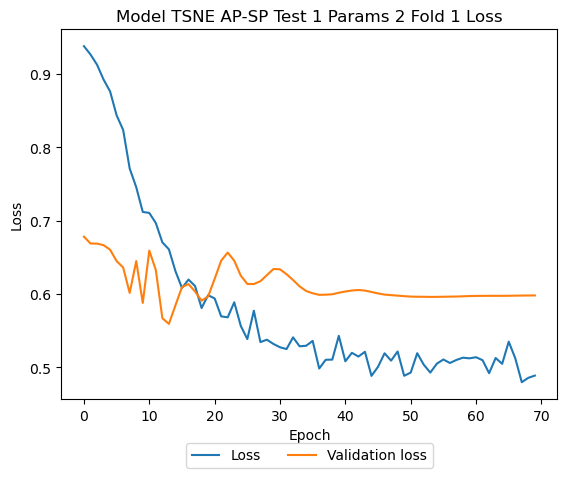 Model TSNE AP-SP Test 1 Params 2 Fold 1 Loss
0.9
0.8
0.7
0.6
0.5
Loss
0 10 20 30 40 50 60 70
Epoch
Loss Validation loss